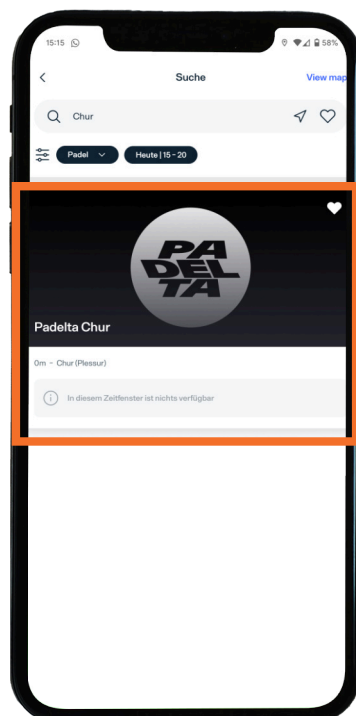 15:15 58%
Suche View map
Chur
Padel Heute | 15 - 20
PA
DEL
TA
Padelta Chur
0m - Chur (Plessur)
In diesem Zeitfenster ist nichts verfügbar